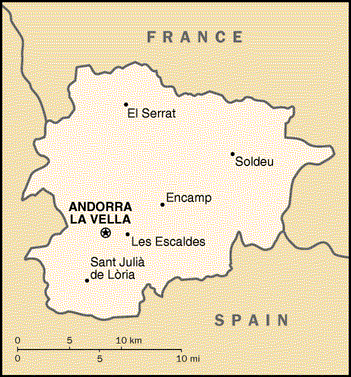 FRANCE
El Serrat
Soldeu
Encamp
ANDORRA
LA VELLA
Les Escaldes
Sant Julià
de Lòria
SPAIN
0 5 10 km
0 5 10 mi